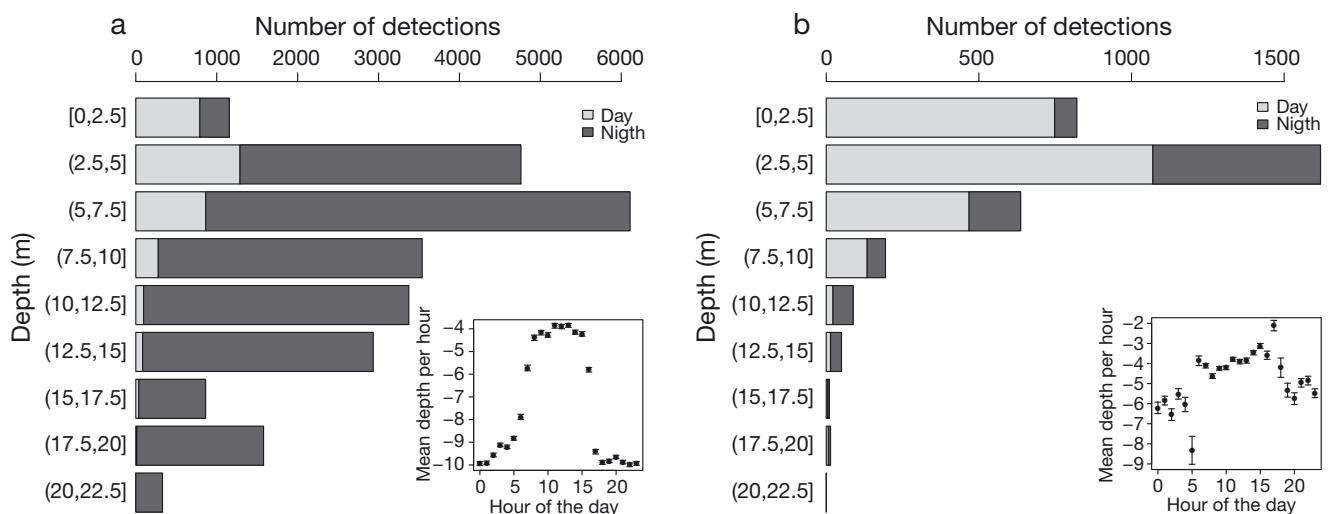 a
Number of detections
0 1000 2000 3000 4000 5000 6000
Depth (m)
[0,2.5]
(2.5,5]
(5,7.5]
(7.5,10]
(10,12.5]
(12.5,15]
(15,17.5]
(17.5,20]
(20,22.5]
Day
Nigth
Mean depth per hour
−4
−5
−6
−7
−8
−9
−10
0 5 10 15 20
Hour of the day
b
Number of detections
0 500 1000 1500
Depth (m)
[0,2.5]
(2.5,5]
(5,7.5]
(7.5,10]
(10,12.5]
(12.5,15]
(15,17.5]
(17.5,20]
(20,22.5]
Day
Nigth
Mean depth per hour
−2
−3
−4
−5
−6
−7
−8
−9
0 5 10 15 20
Hour of the day